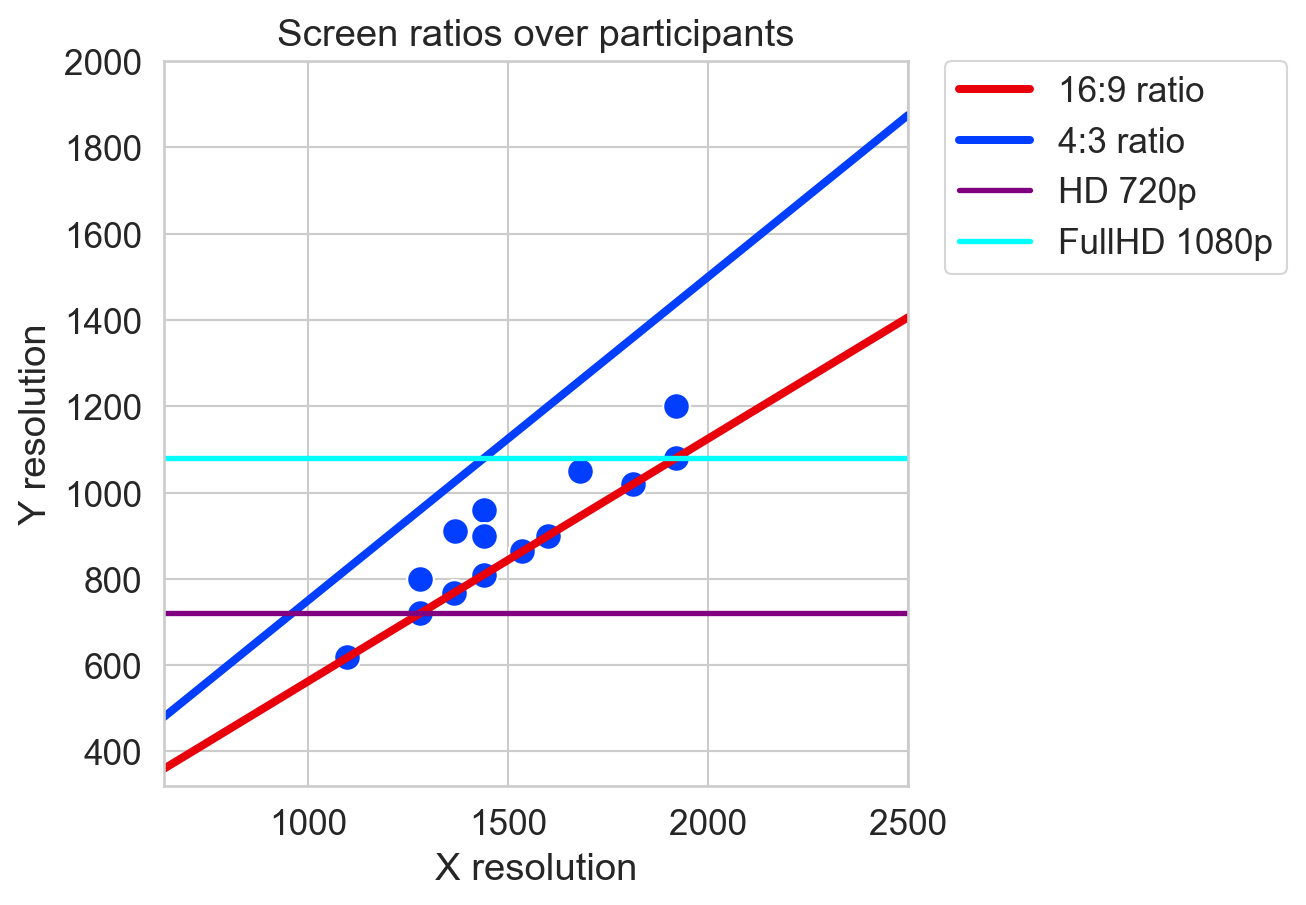 Screen ratios over participants
2000
1800
1600
1400
1200
1000
800
600
400
Y resolution
1000 1500 2000 2500
X resolution
16:9 ratio
4:3 ratio
HD 720p
FullHD 1080p